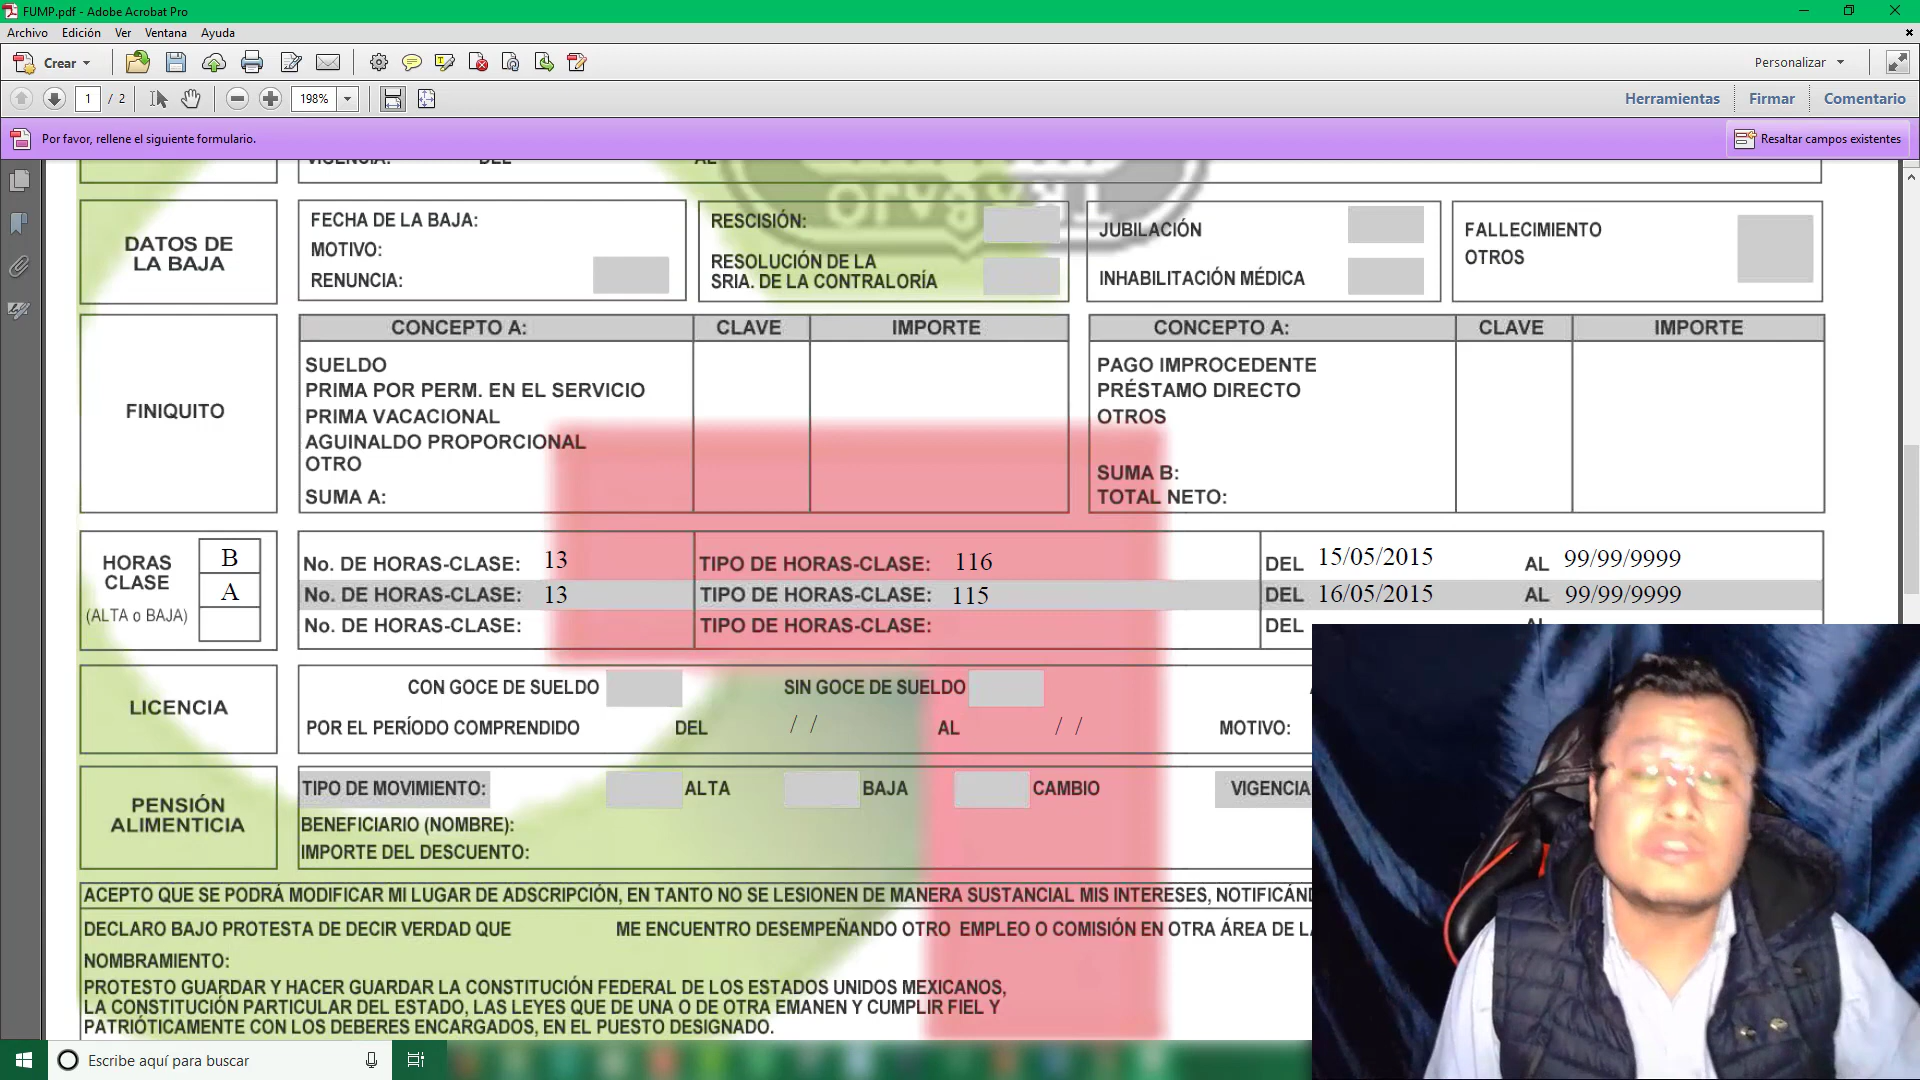 FUMP.pdf - Adobe Acrobat Pro
Archivo Edición Ver Ventana Ayuda
Crear Personalizar
1 / 2 198% Herramientas Firmar Comentario
Por favor, rellene el siguiente formulario. Resaltar campos existentes
VIGENCIA: DEL AL
DATOS DE
LA BAJA
FECHA DE LA BAJA:
MOTIVO:
RENUNCIA:
RESCISIÓN:
RESOLUCIÓN DE LA
SRIA. DE LA CONTRALORÍA
JUBILACIÓN
INHABILITACIÓN MÉDICA
FALLECIMIENTO
OTROS
FINIQUITO
CONCEPTO A: CLAVE IMPORTE
SUELDO
PRIMA POR PERM. EN EL SERVICIO
PRIMA VACACIONAL
AGUINALDO PROPORCIONAL
OTRO
SUMA A:
CONCEPTO A: CLAVE IMPORTE
PAGO IMPROCEDENTE
PRÉSTAMO DIRECTO
OTROS
SUMA B:
TOTAL NETO:
HORAS
CLASE
(ALTA o BAJA)
B
A
No. DE HORAS-CLASE: 13 TIPO DE HORAS-CLASE: 116 DEL 15/05/2015 AL 99/99/9999
No. DE HORAS-CLASE: 13 TIPO DE HORAS-CLASE: 115 DEL 16/05/2015 AL 99/99/9999
No. DE HORAS-CLASE: TIPO DE HORAS-CLASE: DEL AL
LICENCIA
CON GOCE DE SUELDO SIN GOCE DE SUELDO
POR EL PERÍODO COMPRENDIDO DEL / / AL / / MOTIVO:
PENSIÓN
ALIMENTICIA
TIPO DE MOVIMIENTO: ALTA BAJA CAMBIO VIGENCIA
BENEFICIARIO (NOMBRE):
IMPORTE DEL DESCUENTO:
ACEPTO QUE SE PODRÁ MODIFICAR MI LUGAR DE ADSCRIPCIÓN, EN TANTO NO SE LESIONEN DE MANERA SUSTANCIAL MIS INTERESES,
DECLARO BAJO PROTESTA DE DECIR VERDAD QUE ME ENCUENTRO DESEMPEÑANDO OTRO EMPLEO O COMISIÓN EN OTRA ÁREA DE
NOMBRAMIENTO:
PROTESTO GUARDAR Y HACER GUARDAR LA CONSTITUCIÓN FEDERAL DE LOS ESTADOS UNIDOS MEXICANOS,
LA CONSTITUCIÓN PARTICULAR DEL ESTADO, LAS LEYES QUE DE UNA O DE OTRA EMANEN Y CUMPLIR FIEL Y
PATRIÓTICAMENTE CON LOS DEBERES ENCARGADOS, EN EL PUESTO DESIGNADO.
Escribe aquí para buscar